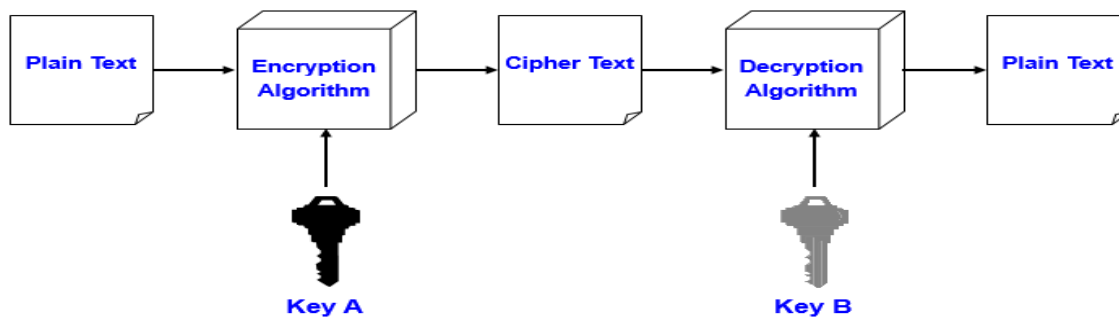 Plain Text
Encryption
Algorithm
Cipher Text
Decryption
Algorithm
Plain Text
Key A
Key B